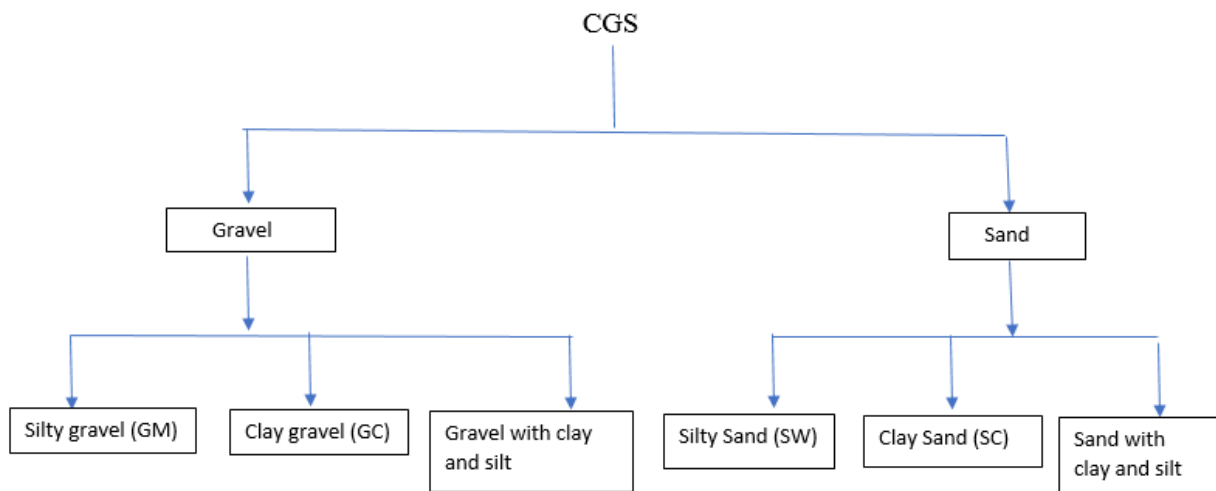 CGS
Gravel
Sand
Silty gravel (GM)
Clay gravel (GC)
Gravel with clay
and silt
Silty Sand (SW)
Clay Sand (SC)
Sand with
clay and silt